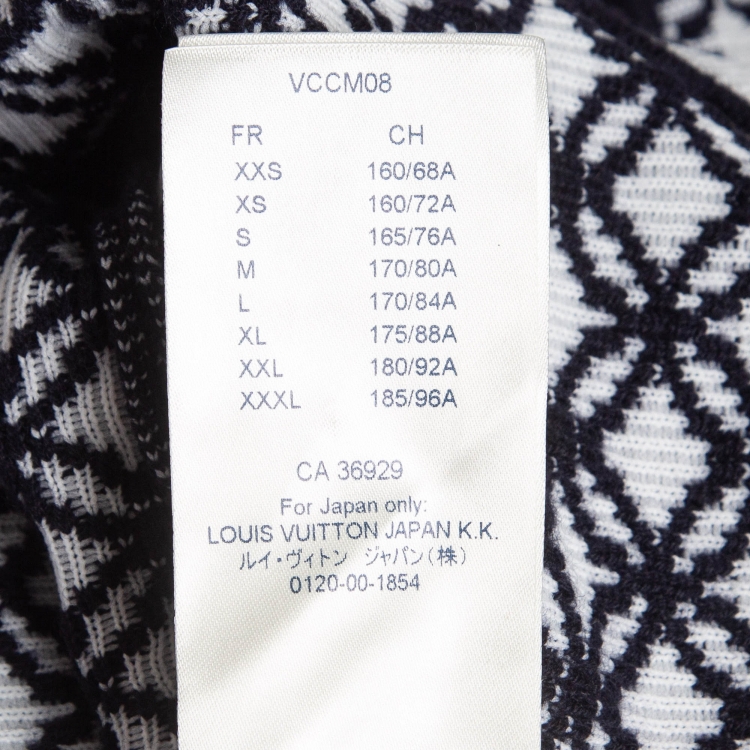 VCCM08
FR CH
XXS 160/68A
XS 160/72A
S 165/76A
M 170/80A
L 170/84A
XL 175/88A
XXL 180/92A
XXXL 185/96A
CA 36929
For Japan only:
LOUIS VUITTON JAPAN K.K.
ルイ・ヴィトン ジャパン(株)
0120-00-1854